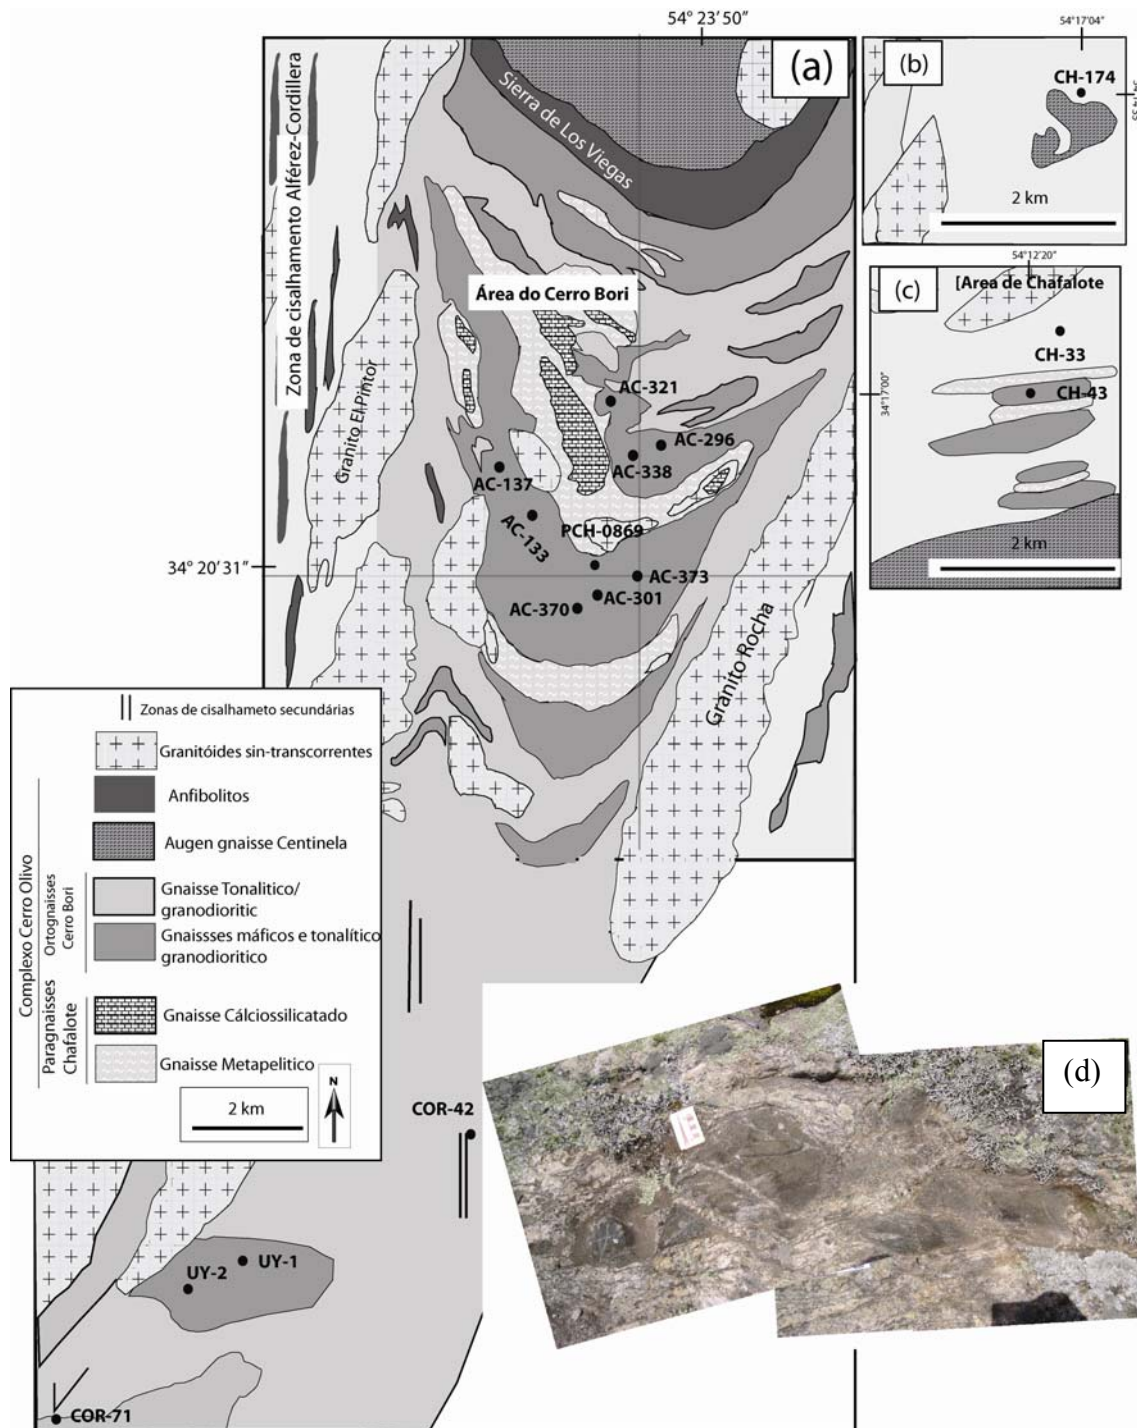 54° 23' 50"
54°17'04"
(a)
(b)
CH-174
2 km
Zona de cisalhamento Alférez-Cordillera
Sierra de Los Viegas
Área do Cerro Bori
54°12'20"
(c)
[Area de Chafalote
CH-33
34°17'00"
CH-43
2 km
Granito El Pintor
AC-321
AC-296
AC-338
AC-137
AC-133
PCH-0869
34° 20' 31"
AC-373
AC-301
AC-370
Granito Rocha
Zonas de cisalhameto secundárias
Granitóides sin-transcorrentes
Complexo Cerro Olivo
Anfibolitos
Augen gnaisse Centinela
Ortognaisses
Cerro Bori
Gnaisse Tonalitico/
granodioritic
Gnaissses máficos e tonalítico
granodioritico
Paragnaisses
Chafalote
Gnaisse Cálciossilicatado
Gnaisse Metapelitico
2 km
N
COR-42
(d)
UY-1
UY-2
COR-71